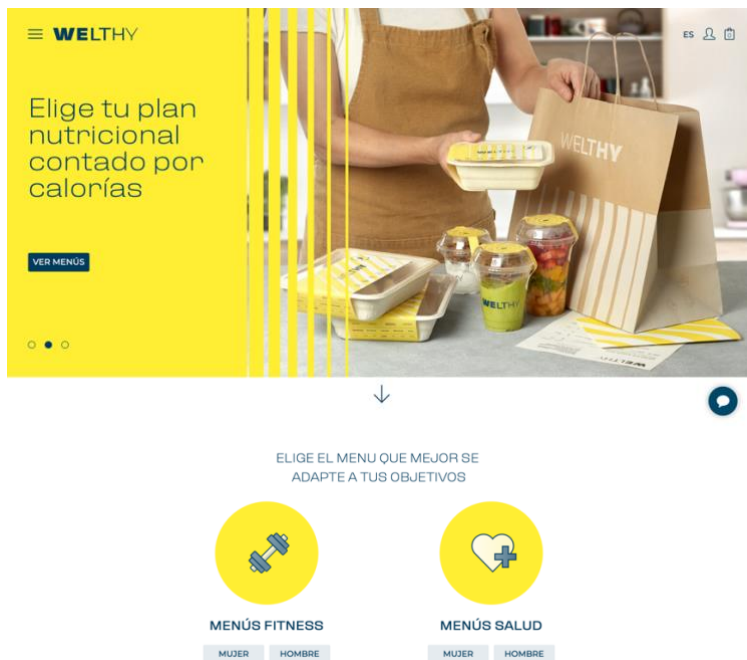 WELTHY
ES
0
Elige tu plan
nutricional
contado por
calorías
VER MENÚS
WELTHY
WELTHY
ELIGE EL MENU QUE MEJOR SE
ADAPTE A TUS OBJETIVOS
MENÚS FITNESS
MENÚS SALUD
MUJER HOMBRE
MUJER HOMBRE